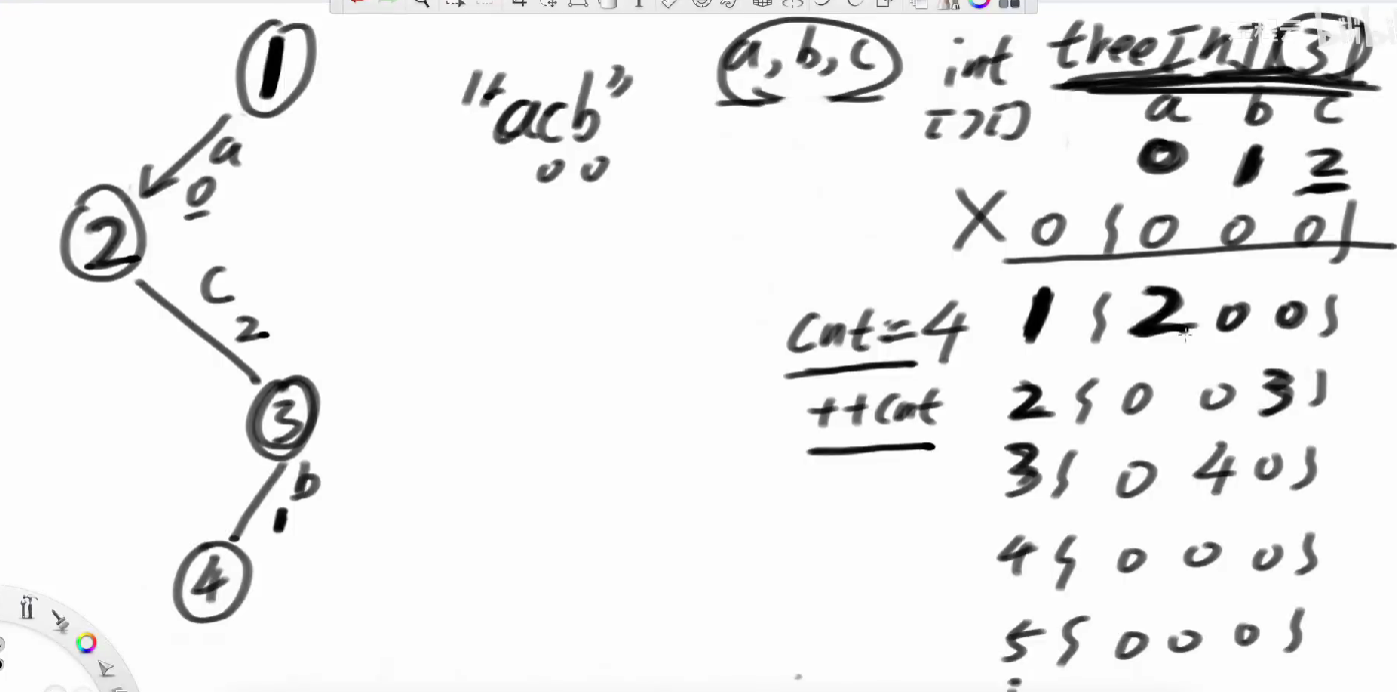 1
a
0
2
C
2
3
b
1
4
"acb"
0 0
a, b, c
int tree[n][3]
[][]
a b c
0 1 2
X 0 { 0 0 0 }
cnt=4
++cnt
1 { 2 0 0 }
2 { 0 0 3 }
3 { 0 4 0 }
4 { 0 0 0 }
5 { 0 0 0 }